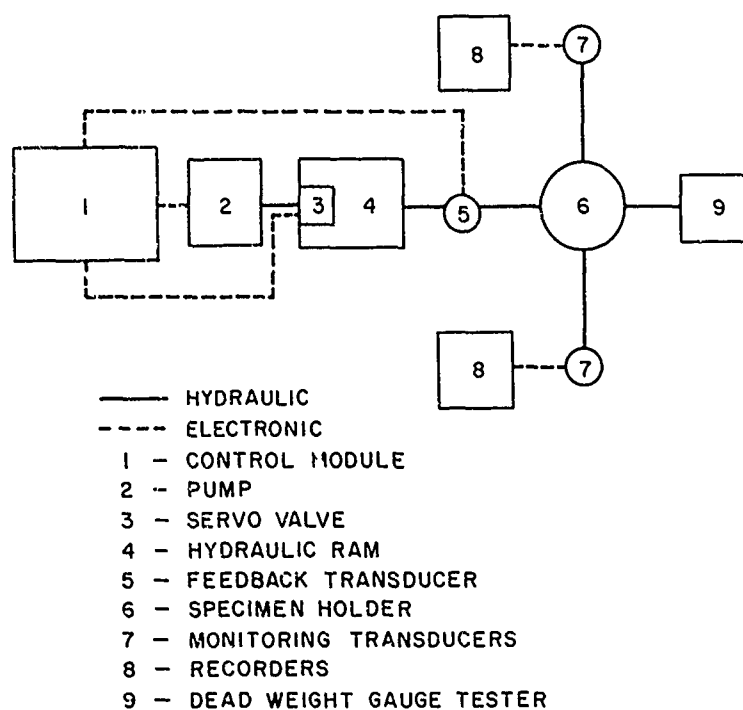 8
7
1
2
3
4
5
6
9
8
7
HYDRAULIC
ELECTRONIC
1 - CONTROL MODULE
2 - PUMP
3 - SERVO VALVE
4 - HYDRAULIC RAM
5 - FEEDBACK TRANSDUCER
6 - SPECIMEN HOLDER
7 - MONITORING TRANSDUCERS
8 - RECORDERS
9 - DEAD WEIGHT GAUGE TESTER